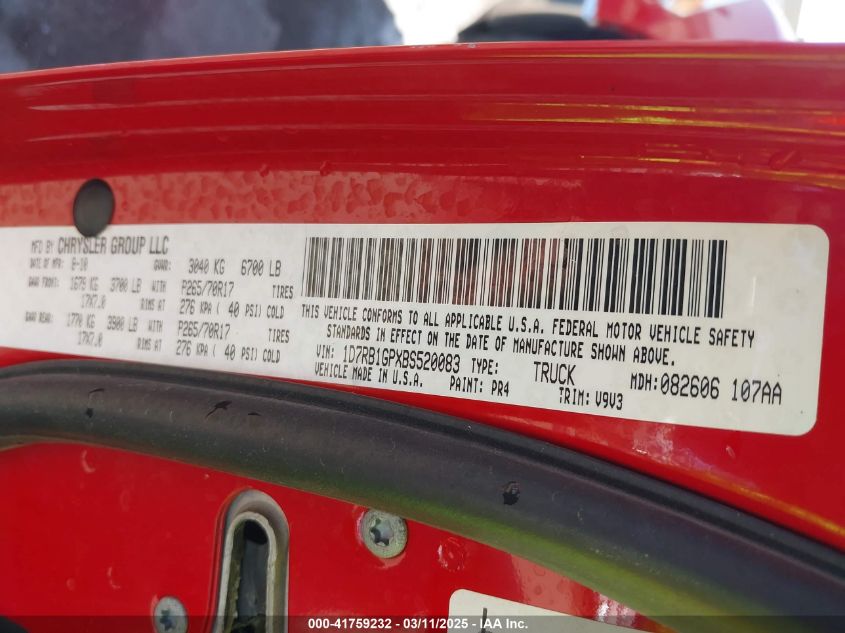 MFD BY CHRYSLER GROUP LLC
DATE OF MFR: 8-10 GVWR: 3040 KG 6700 LB
GAWR FRONT: 1679 KG 3700 LB WITH P265/70R17 TIRES
17X7.0 RIMS AT 276 KPA ( 40 PSI) COLD
GAWR REAR: 1770 KG 3900 LB WITH P265/70R17 TIRES
17X7.0 RIMS AT 276 KPA ( 40 PSI) COLD
THIS VEHICLE CONFORMS TO ALL APPLICABLE U.S.A. FEDERAL MOTOR VEHICLE SAFETY
STANDARDS IN EFFECT ON THE DATE OF MANUFACTURE SHOWN ABOVE.
VIN: 1D7RB1GPXBS520083 TYPE: TRUCK MDH: 082606 107AA
VEHICLE MADE IN U.S.A. PAINT: PR4 TRIM: V9V3
000-41759232 - 03/11/2025 - IAA Inc.